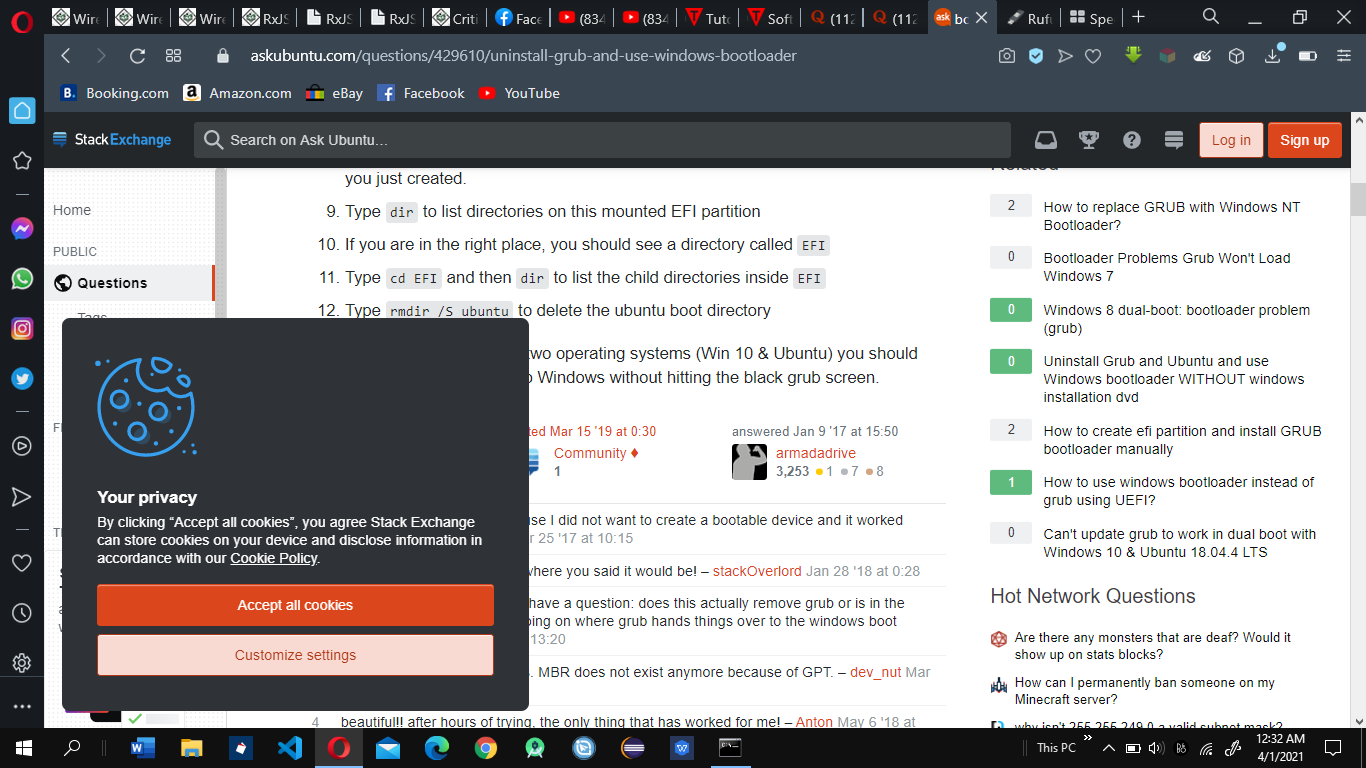 Wire
Wire
Wire
RxJS
RxJS
RxJS
Criti
Face
(834
(834
Tuto
Soft
(112
(112
ask
bo
Rufu
Spe
askubuntu.com/questions/429610/uninstall-grub-and-use-windows-bootloader
B. Booking.com
a Amazon.com
eBay
Facebook
YouTube
StackExchange
Search on Ask Ubuntu…
Log in
Sign up
Home
PUBLIC
Questions
Tags
you just created.
9. Type dir to list directories on this mounted EFI partition
10. If you are in the right place, you should see a directory called EFI
11. Type cd EFI and then dir to list the child directories inside EFI
12. Type rmdir /S ubuntu to delete the ubuntu boot directory
two operating systems (Win 10 & Ubuntu) you should
Windows without hitting the black grub screen.
ted Mar 15 '19 at 0:30
Community ♦
1
answered Jan 9 '17 at 15:50
armadadrive
3,253 ●1 ●7 ●8
use I did not want to create a bootable device and it worked
r 25 '17 at 10:15
where you said it would be! – stackOverlord Jan 28 '18 at 0:28
have a question: does this actually remove grub or is in the
ping on where grub hands things over to the windows boot
13:20
. MBR does not exist anymore because of GPT. – dev_nut Mar
4 beautiful!! after hours of trying, the only thing that has worked for me! – Anton May 6 '18 at
Your privacy
By clicking “Accept all cookies”, you agree Stack Exchange
can store cookies on your device and disclose information in
accordance with our Cookie Policy.
Accept all cookies
Customize settings
Related
2 How to replace GRUB with Windows NT
Bootloader?
0 Bootloader Problems Grub Won't Load
Windows 7
0 Windows 8 dual-boot: bootloader problem
(grub)
0 Uninstall Grub and Ubuntu and use
Windows bootloader WITHOUT windows
installation dvd
2 How to create efi partition and install GRUB
bootloader manually
1 How to use windows bootloader instead of
grub using UEFI?
0 Can't update grub to work in dual boot with
Windows 10 & Ubuntu 18.04.4 LTS
Hot Network Questions
Are there any monsters that are deaf? Would it
show up on stats blocks?
How can I permanently ban someone on my
Minecraft server?
why isn't 255.255.249.0 a valid subnet mask?
This PC
12:32 AM
4/1/2021